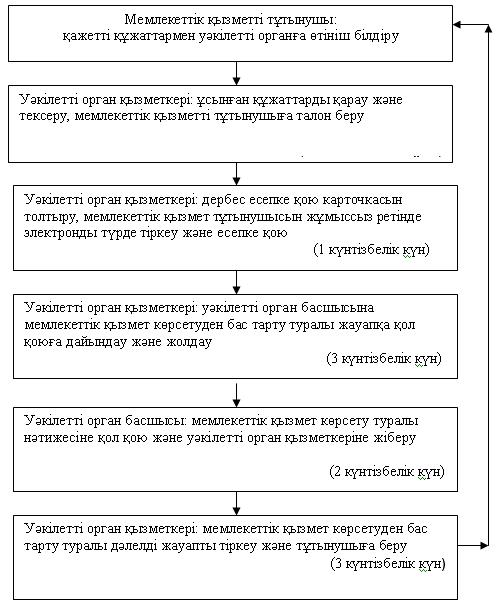 Мемлекеттік қызметті тұтынушы:
қажетті құжаттармен уәкілетті органға өтініш білдіру
Уәкілетті орган қызметкері: ұсынған құжаттарды қарау және
тексеру, мемлекеттік қызметті тұтынушыға талон беру
Уәкілетті орган қызметкері: дербес есепке қою карточкасын
толтыру, мемлекеттік қызмет тұтынушысын жұмыссыз ретінде
электронды түрде тіркеу және есепке қою
(1 күнтізбелік күн)
Уәкілетті орган қызметкері: уәкілетті орган басшысына
мемлекеттік қызмет көрсетуден бас тарту туралы жауапқа қол
қоюға дайындау және жолдау
(3 күнтізбелік күн)
Уәкілетті орган басшысы: мемлекеттік қызмет көрсету туралы
нәтижесіне қол қою және уәкілетті орган қызметкеріне жіберу
(2 күнтізбелік күн)
Уәкілетті орган қызметкері: мемлекеттік қызмет көрсетуден бас
тарту туралы дәлелді жауапты тіркеу және тұтынушыға беру
(3 күнтізбелік күн)